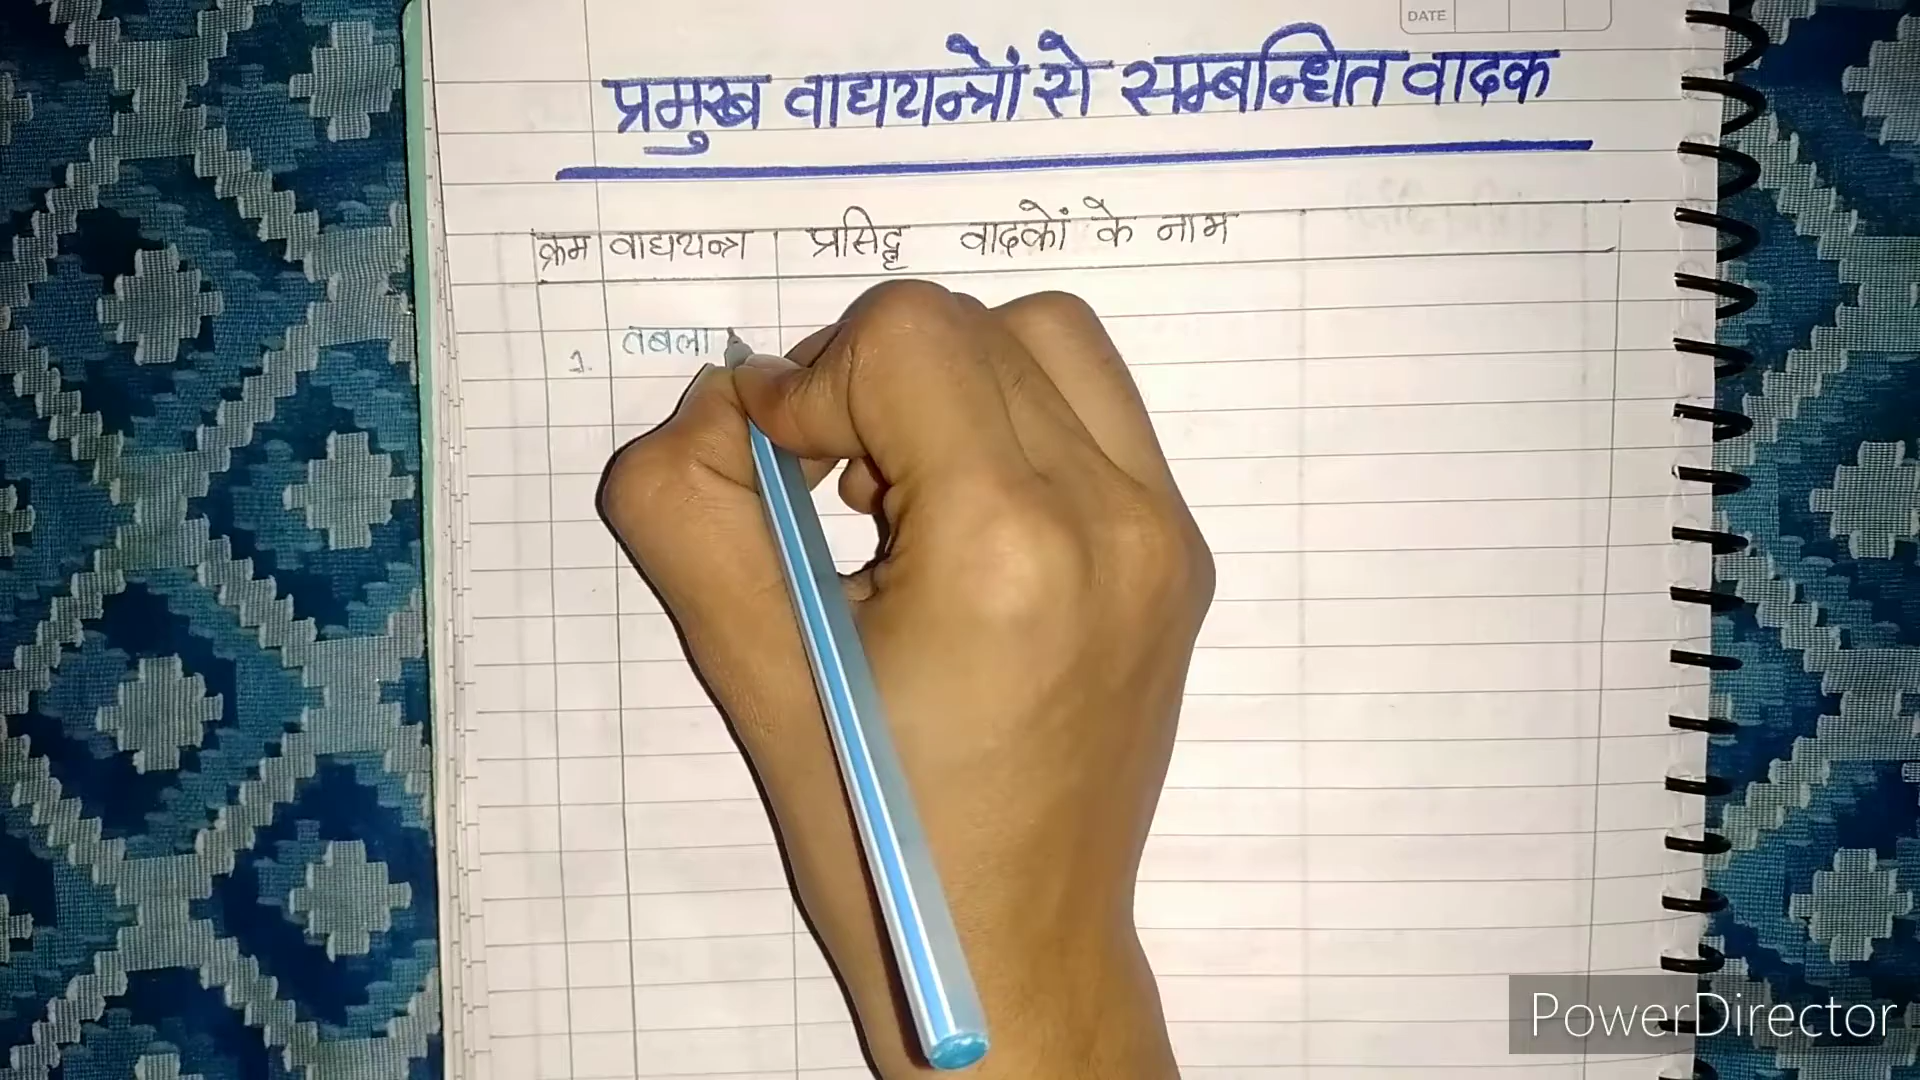 DATE
प्रमुख वाद्ययन्त्रों से सम्बन्धित वादक
क्रम वाद्ययन्त्र प्रसिद्ध वादकों के नाम
1. तबला
PowerDirector